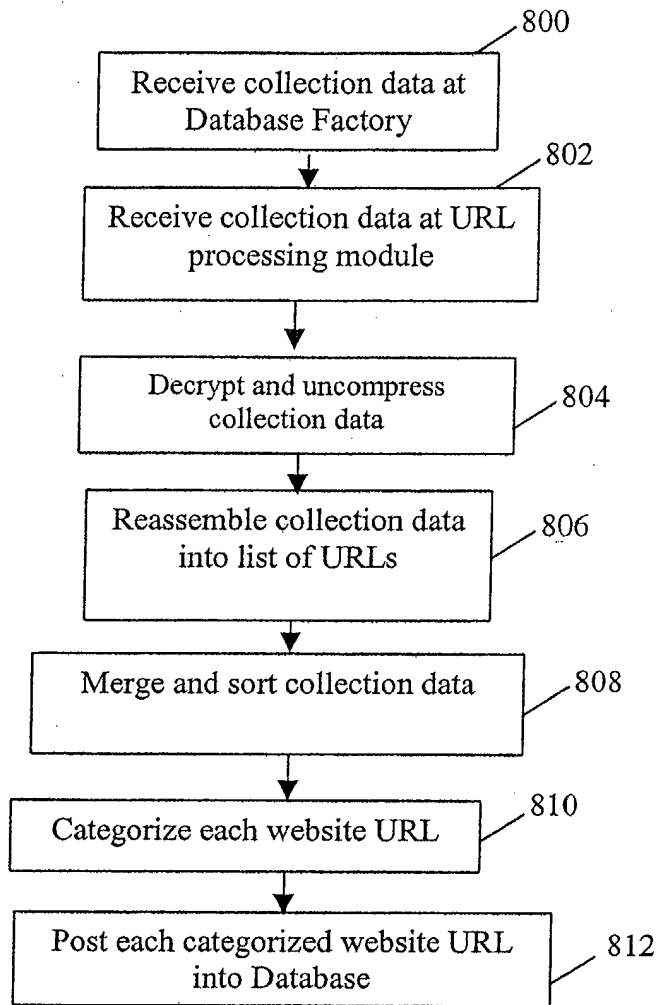 800
Receive collection data at
Database Factory
802
Receive collection data at URL
processing module
Decrypt and uncompress
collection data
804
Reassemble collection data
into list of URLs
806
Merge and sort collection data
808
810
Categorize each website URL
Post each categorized website URL
into Database
812